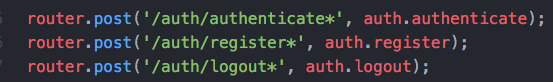 router.post('/auth/authenticate*', auth.authenticate);
router.post('/auth/register*', auth.register);
router.post('/auth/logout*', auth.logout);